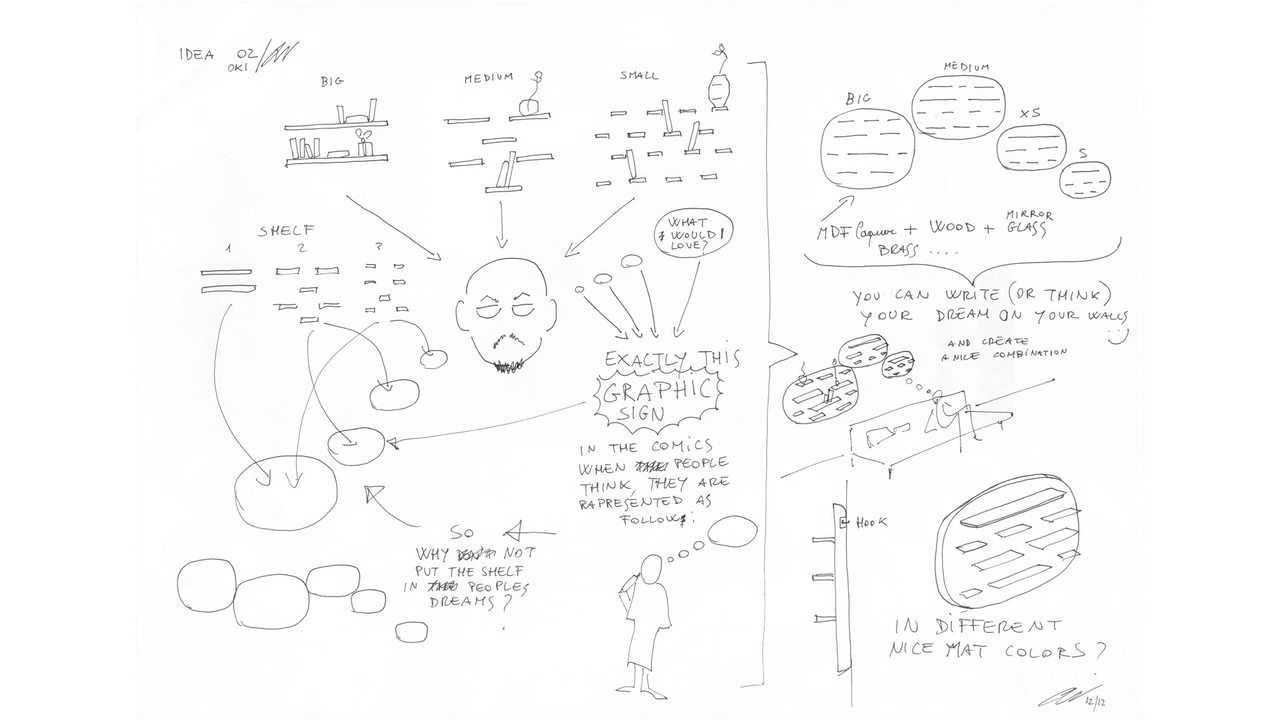 IDEA 02/
OKI
BIG
MEDIUM
SMALL
SHELF
1 2 3
WHAT
I WOULD I
LOVE?
EXACTLY THIS
GRAPHIC
SIGN
IN THE COMICS
WHEN PEOPLE
THINK, THEY ARE
RAPRESENTED AS
FOLLOWS:
SO
WHY NOT
PUT THE SHELF
IN PEOPLES
DREAMS?
BIG
MEDIUM
XS
S
MDF Laquer + WOOD + MIRROR
GLASS
BRASS ....
YOU CAN WRITE (OR THINK)
YOUR DREAM ON YOUR WALLS
AND CREATE
A NICE COMBINATION
HOOK
IN DIFFERENT
NICE MAT COLORS?
12/12